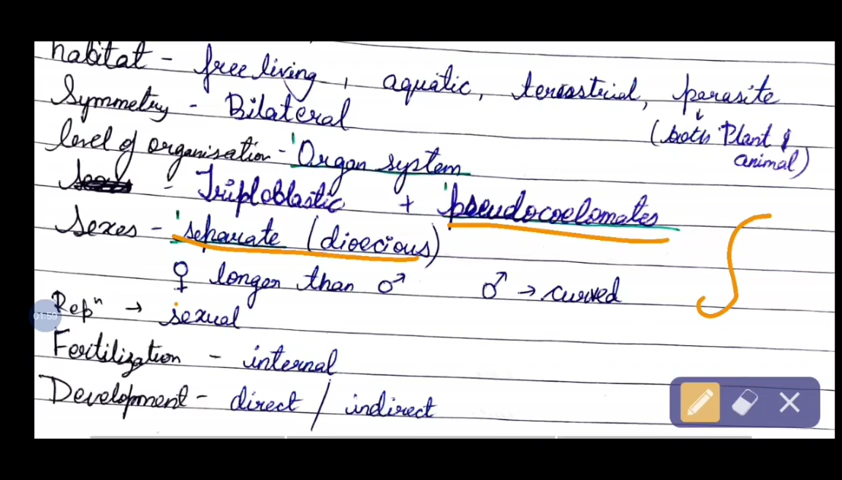 habitat - free living, aquatic, terrestrial, parasite
(both Plant & animal)
Symmetry - Bilateral
level of organisation - Organ system
- Triploblastic + pseudocoelomates
Sexes - separate (dioecious)
♀ longer than ♂ ♂ → curved
Repⁿ → sexual
Fertilization - internal
Development - direct / indirect